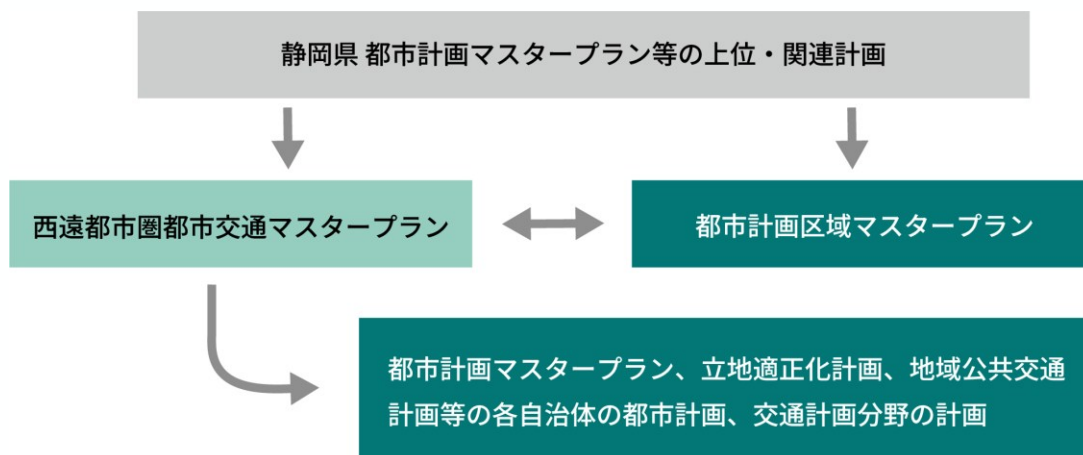 静岡県 都市計画マスタープラン等の上位・関連計画
西遠都市圏都市交通マスタープラン
都市計画区域マスタープラン
都市計画マスタープラン、立地適正化計画、地域公共交通
計画等の各自治体の都市計画、交通計画分野の計画